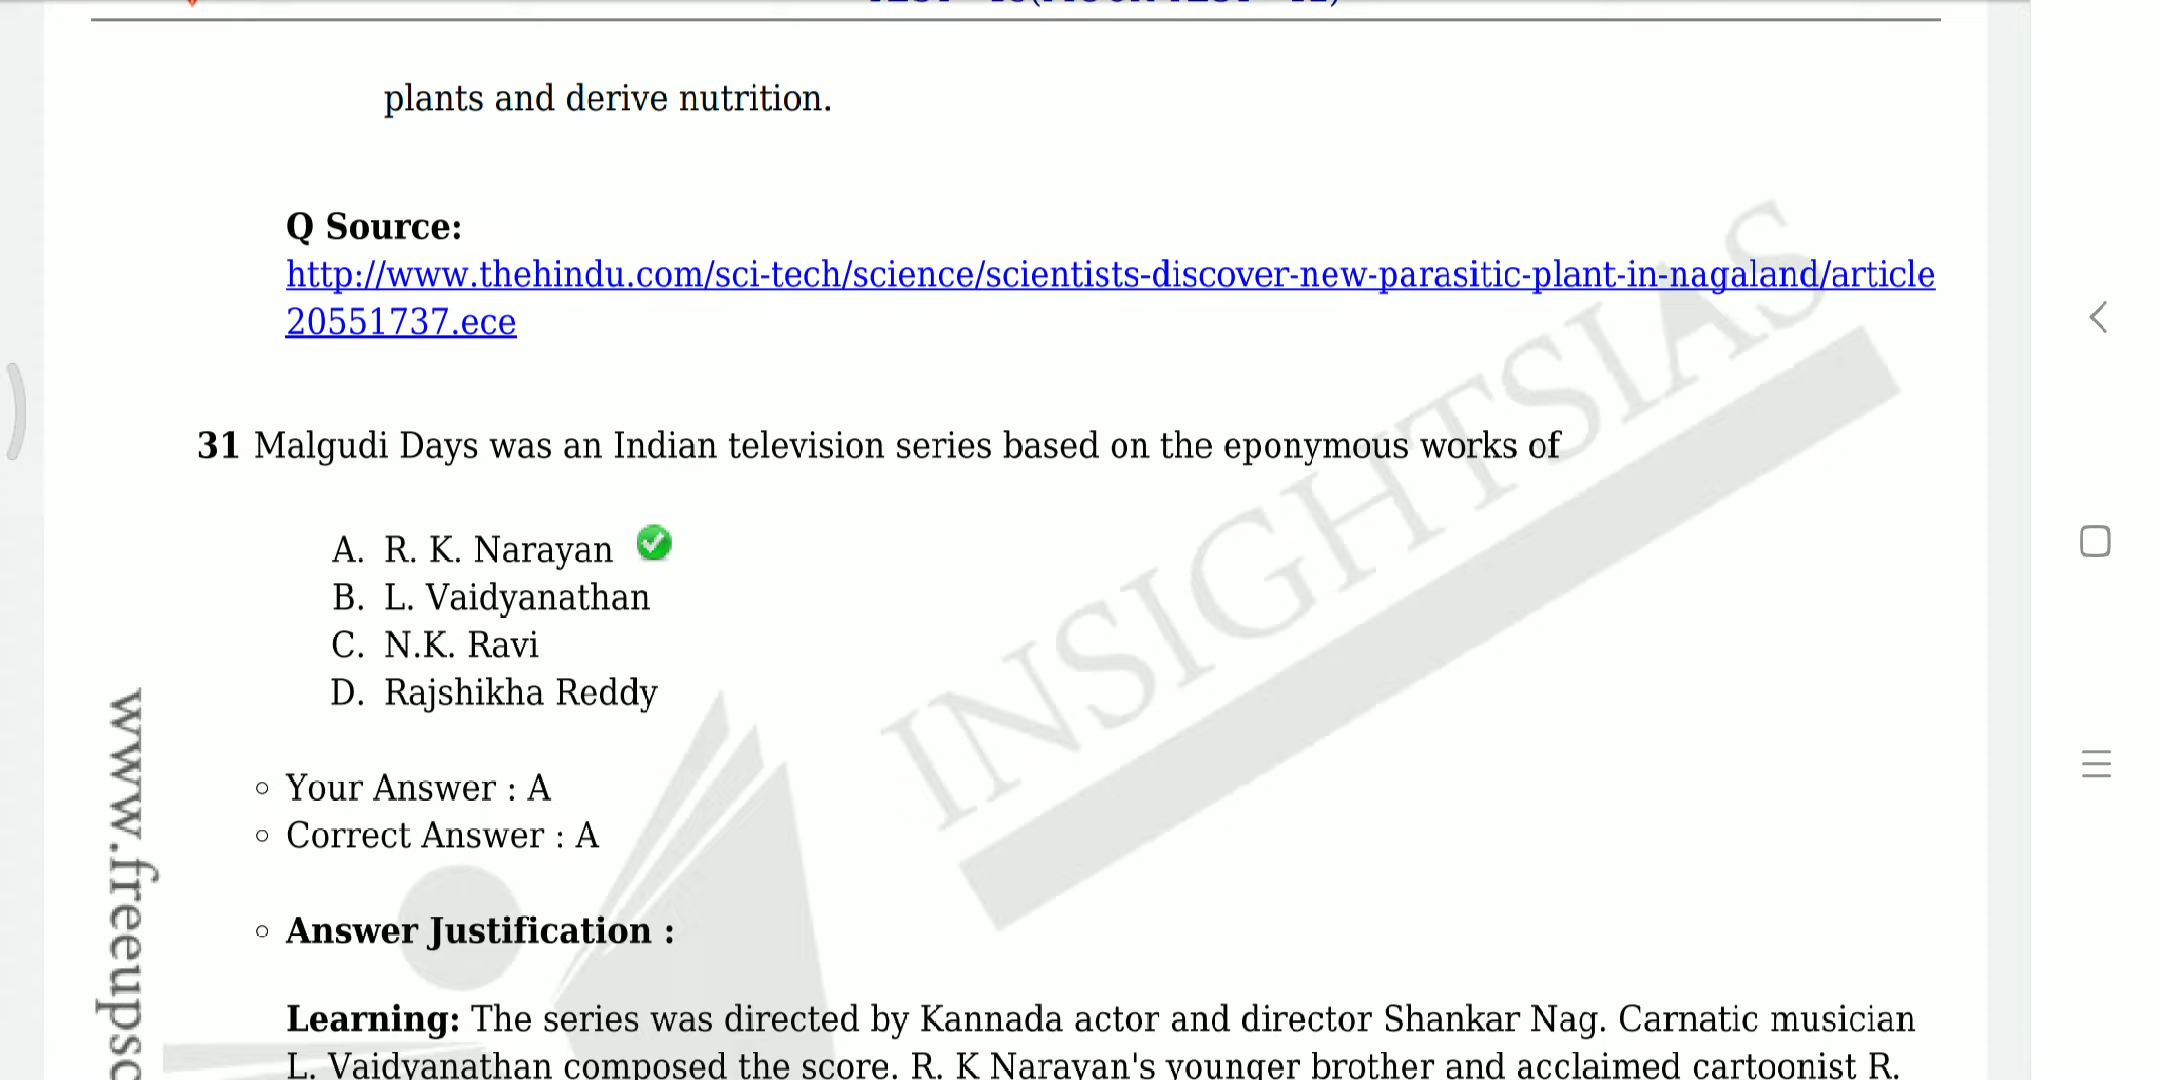 plants and derive nutrition.
Q Source:
http://www.thehindu.com/sci-tech/science/scientists-discover-new-parasitic-plant-in-nagaland/article
20551737.ece
31 Malgudi Days was an Indian television series based on the eponymous works of
A. R. K. Narayan
B. L. Vaidyanathan
C. N.K. Ravi
D. Rajshikha Reddy
Your Answer : A
Correct Answer : A
Answer Justification :
Learning: The series was directed by Kannada actor and director Shankar Nag. Carnatic musician
L. Vaidyanathan composed the score. R. K Narayan's younger brother and acclaimed cartoonist R.
INSIGHTSIAS
www.freeupsc